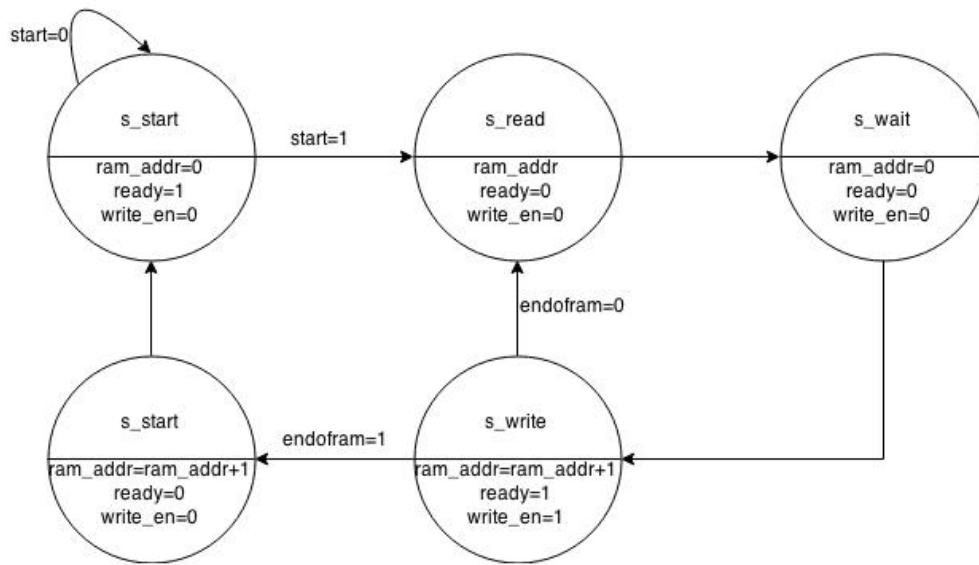 start=0
s_start
ram_addr=0
ready=1
write_en=0
start=1
s_read
ram_addr
ready=0
write_en=0
s_wait
ram_addr=0
ready=0
write_en=0
endofram=0
s_start
ram_addr=ram_addr+1
ready=0
write_en=0
endofram=1
s_write
ram_addr=ram_addr+1
ready=1
write_en=1